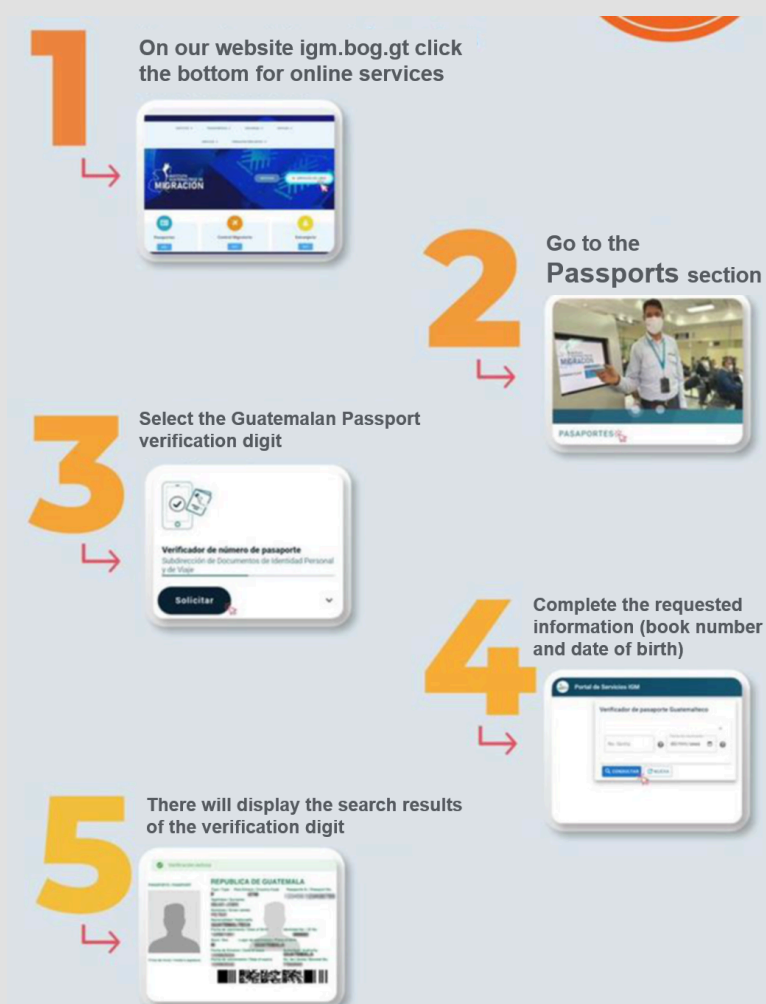 1
On our website igm.bog.gt click
the bottom for online services
MIGRACIÓN
2
Go to the
Passports section
MIGRACIÓN
PASAPORTES
3
Select the Guatemalan Passport
verification digit
Verificador de número de pasaporte
Subdirección de Documentos de Identidad Personal
y de Viaje
Solicitar
4
Complete the requested
information (book number
and date of birth)
Portal de Servicios IGM
Verificador de pasaporte Guatemalteco
CONSULTAR
5
There will display the search results
of the verification digit
REPUBLICA DE GUATEMALA